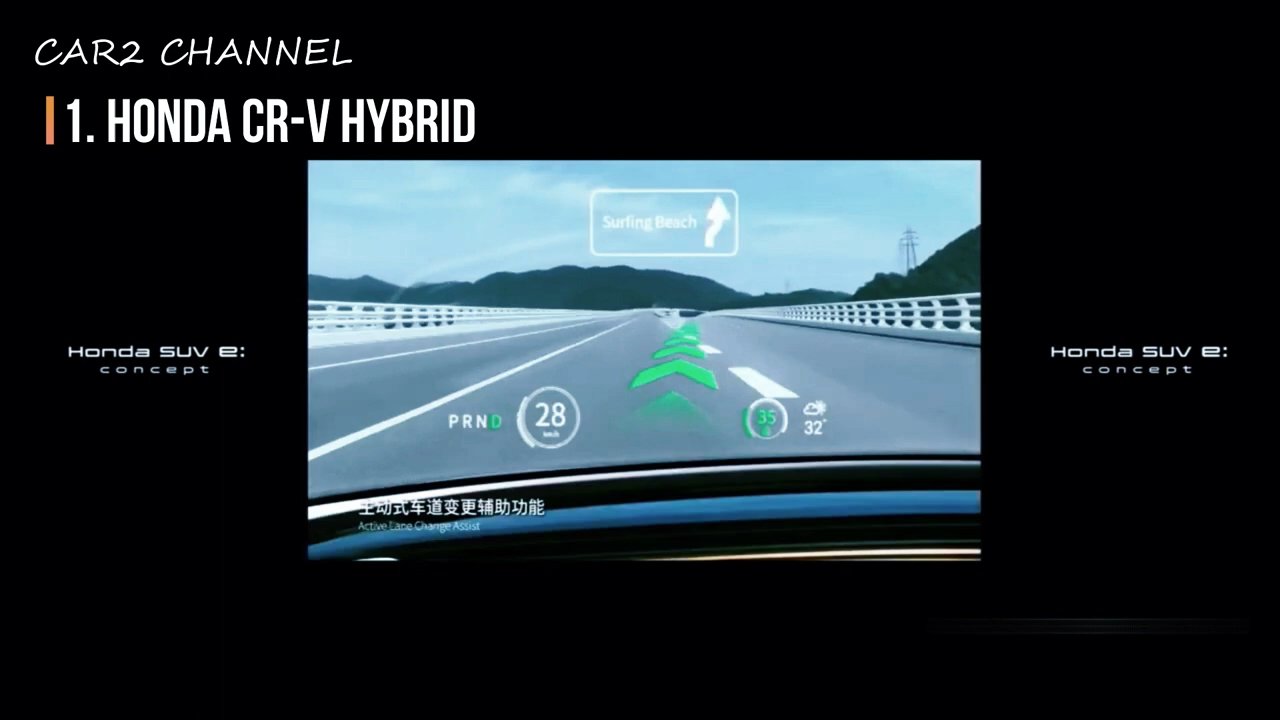 CAR2 CHANNEL
1. HONDA CR-V HYBRID
Surfing Beach
Honda SUV e:
concept
Honda SUV e:
concept
PRND
28
km/h
35
32°
主动式车道变更辅助功能
Active Lane Change Assist